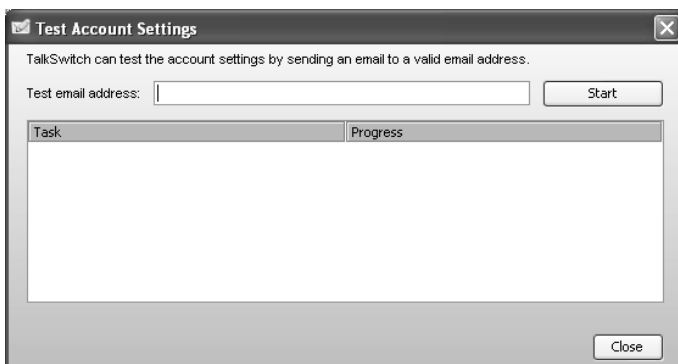 Test Account Settings
TalkSwitch can test the account settings by sending an email to a valid email address.
Test email address: Start
Task Progress
Close